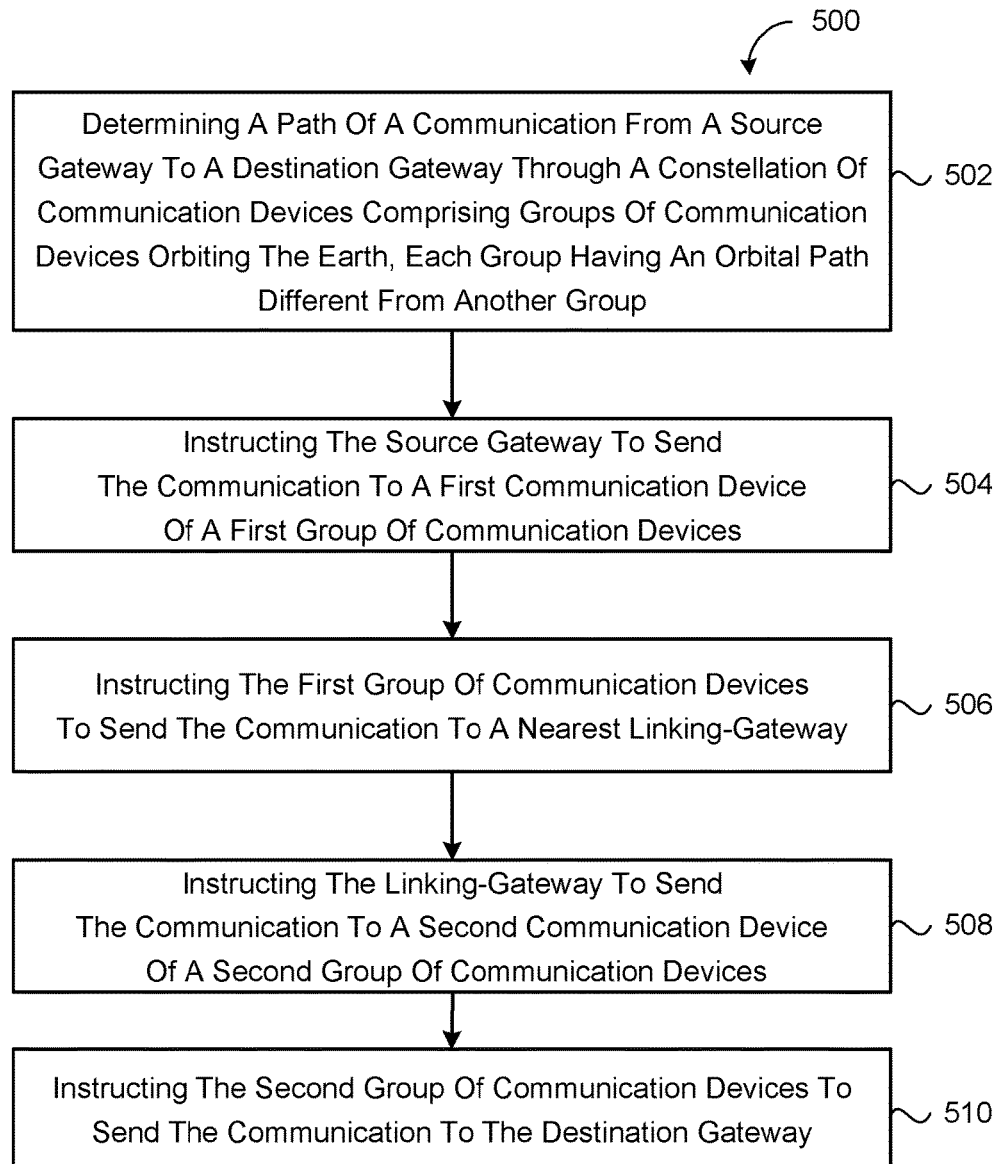 500
Determining A Path Of A Communication From A Source
Gateway To A Destination Gateway Through A Constellation Of
Communication Devices Comprising Groups Of Communication
Devices Orbiting The Earth, Each Group Having An Orbital Path
Different From Another Group
502
Instructing The Source Gateway To Send
The Communication To A First Communication Device
Of A First Group Of Communication Devices
504
Instructing The First Group Of Communication Devices
To Send The Communication To A Nearest Linking-Gateway
506
Instructing The Linking-Gateway To Send
The Communication To A Second Communication Device
Of A Second Group Of Communication Devices
508
Instructing The Second Group Of Communication Devices To
Send The Communication To The Destination Gateway
510